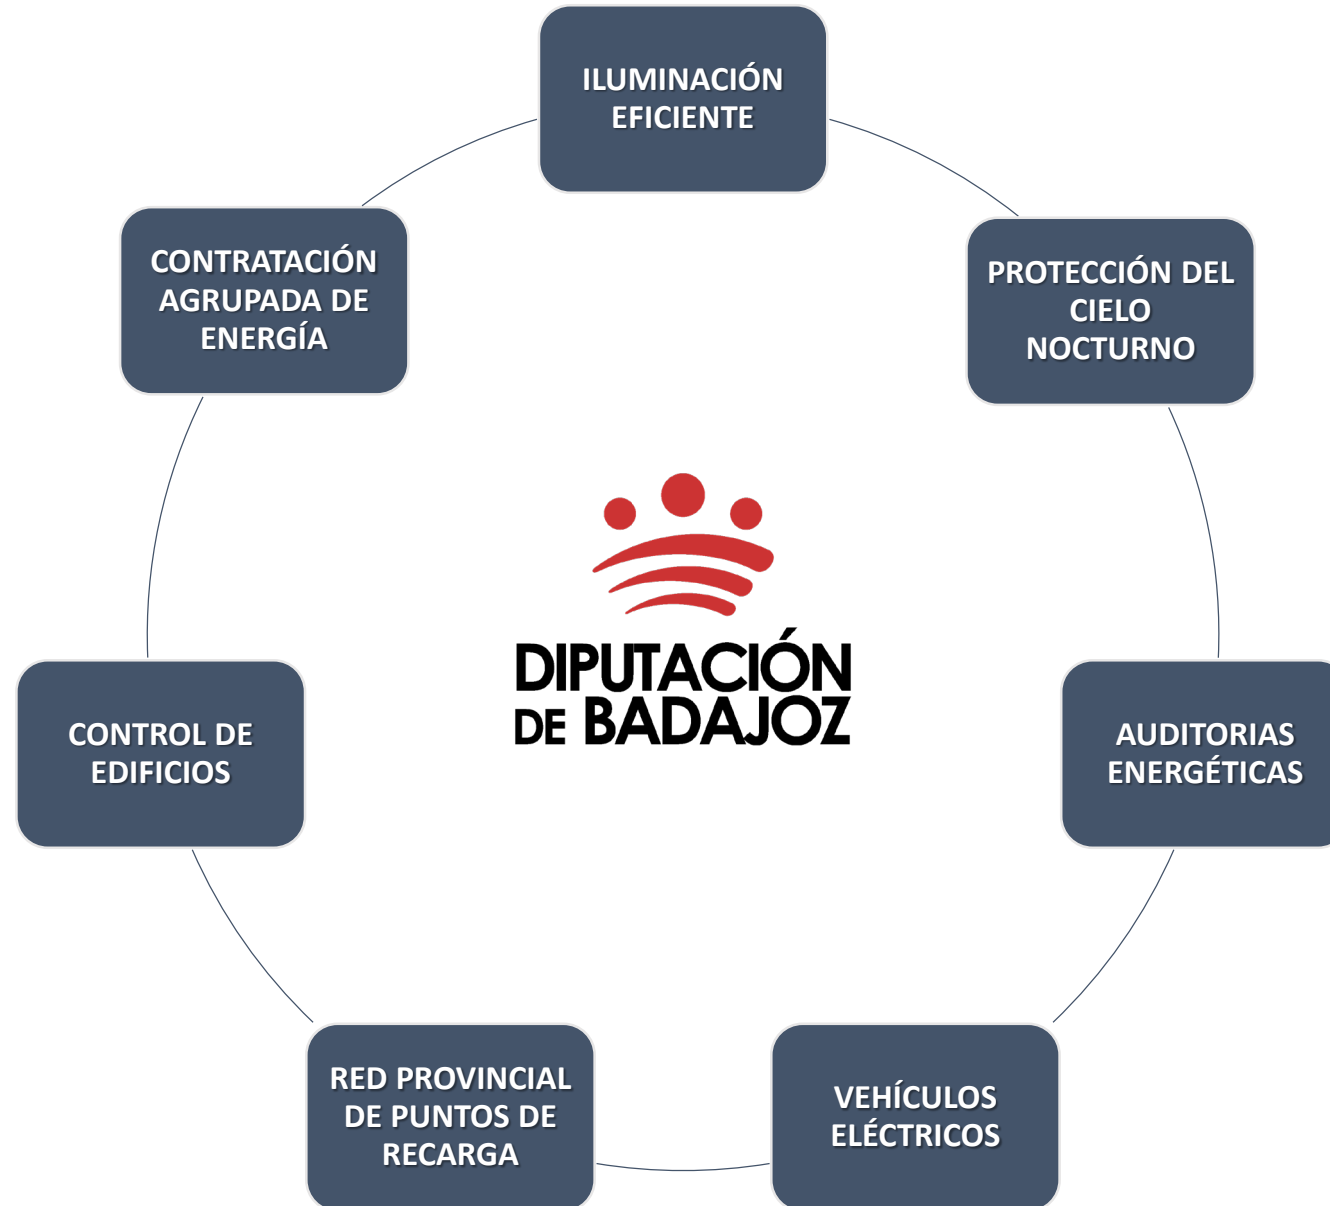 ILUMINACIÓN
EFICIENTE
PROTECCIÓN DEL
CIELO
NOCTURNO
AUDITORIAS
ENERGÉTICAS
VEHÍCULOS
ELÉCTRICOS
RED PROVINCIAL
DE PUNTOS DE
RECARGA
CONTROL DE
EDIFICIOS
CONTRATACIÓN
AGRUPADA DE
ENERGÍA
DIPUTACIÓN
DE BADAJOZ